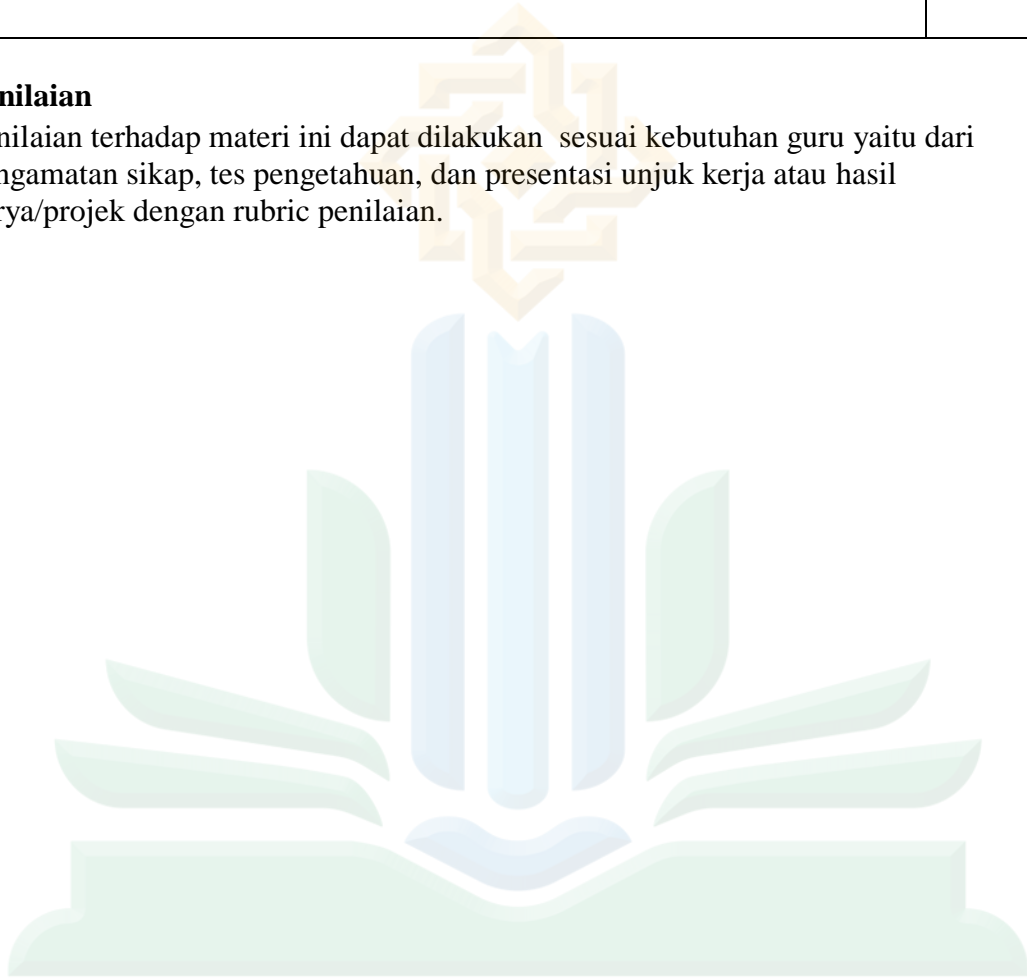 nilaian
nilaian terhadap materi ini dapat dilakukan  sesuai kebutuhan guru yaitu dari
ngamatan sikap, tes pengetahuan, dan presentasi unjuk kerja atau hasil
rya/projek dengan rubric penilaian.